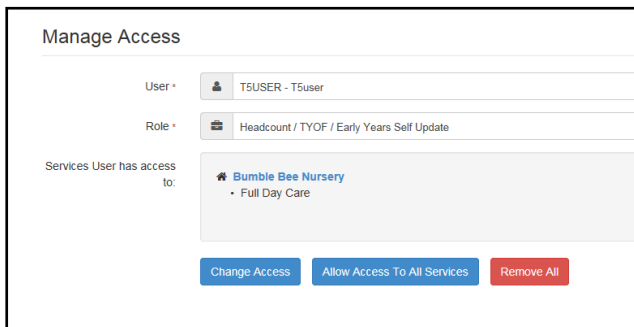 Manage Access
User *
T5USER - T5user
Role *
Headcount / TYOF / Early Years Self Update
Services User has access
to:
Bumble Bee Nursery
• Full Day Care
Change Access
Allow Access To All Services
Remove All